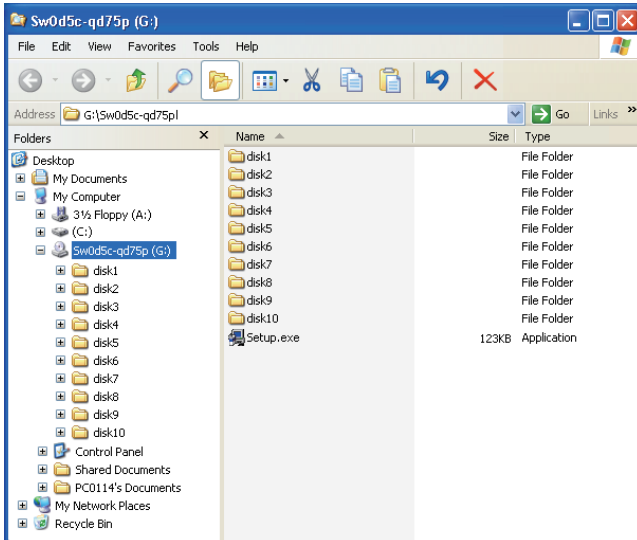 Sw0d5c-qd75p (G:)
File Edit View Favorites Tools Help
Address G:\Sw0d5c-qd75pl Go Links »
Folders × Name Size Type
Desktop
My Documents
My Computer
3½ Floppy (A:)
(C:)
Sw0d5c-qd75p (G:)
disk1
disk2
disk3
disk4
disk5
disk6
disk7
disk8
disk9
disk10
Control Panel
Shared Documents
PC0114's Documents
My Network Places
Recycle Bin
disk1 File Folder
disk2 File Folder
disk3 File Folder
disk4 File Folder
disk5 File Folder
disk6 File Folder
disk7 File Folder
disk8 File Folder
disk9 File Folder
disk10 File Folder
Setup.exe 123KB Application